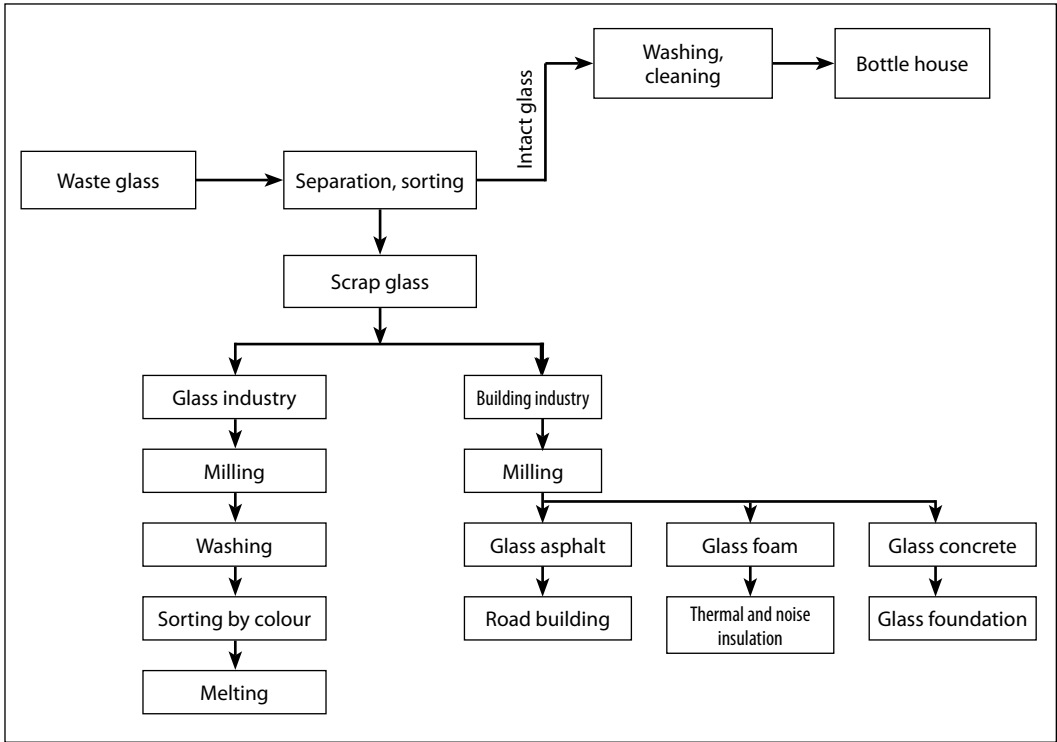 Washing,
cleaning
Bottle house
Intact glass
Waste glass
Separation, sorting
Scrap glass
Glass industry
Building industry
Milling
Milling
Washing
Glass asphalt
Glass foam
Glass concrete
Sorting by colour
Road building
Thermal and noise
insulation
Glass foundation
Melting